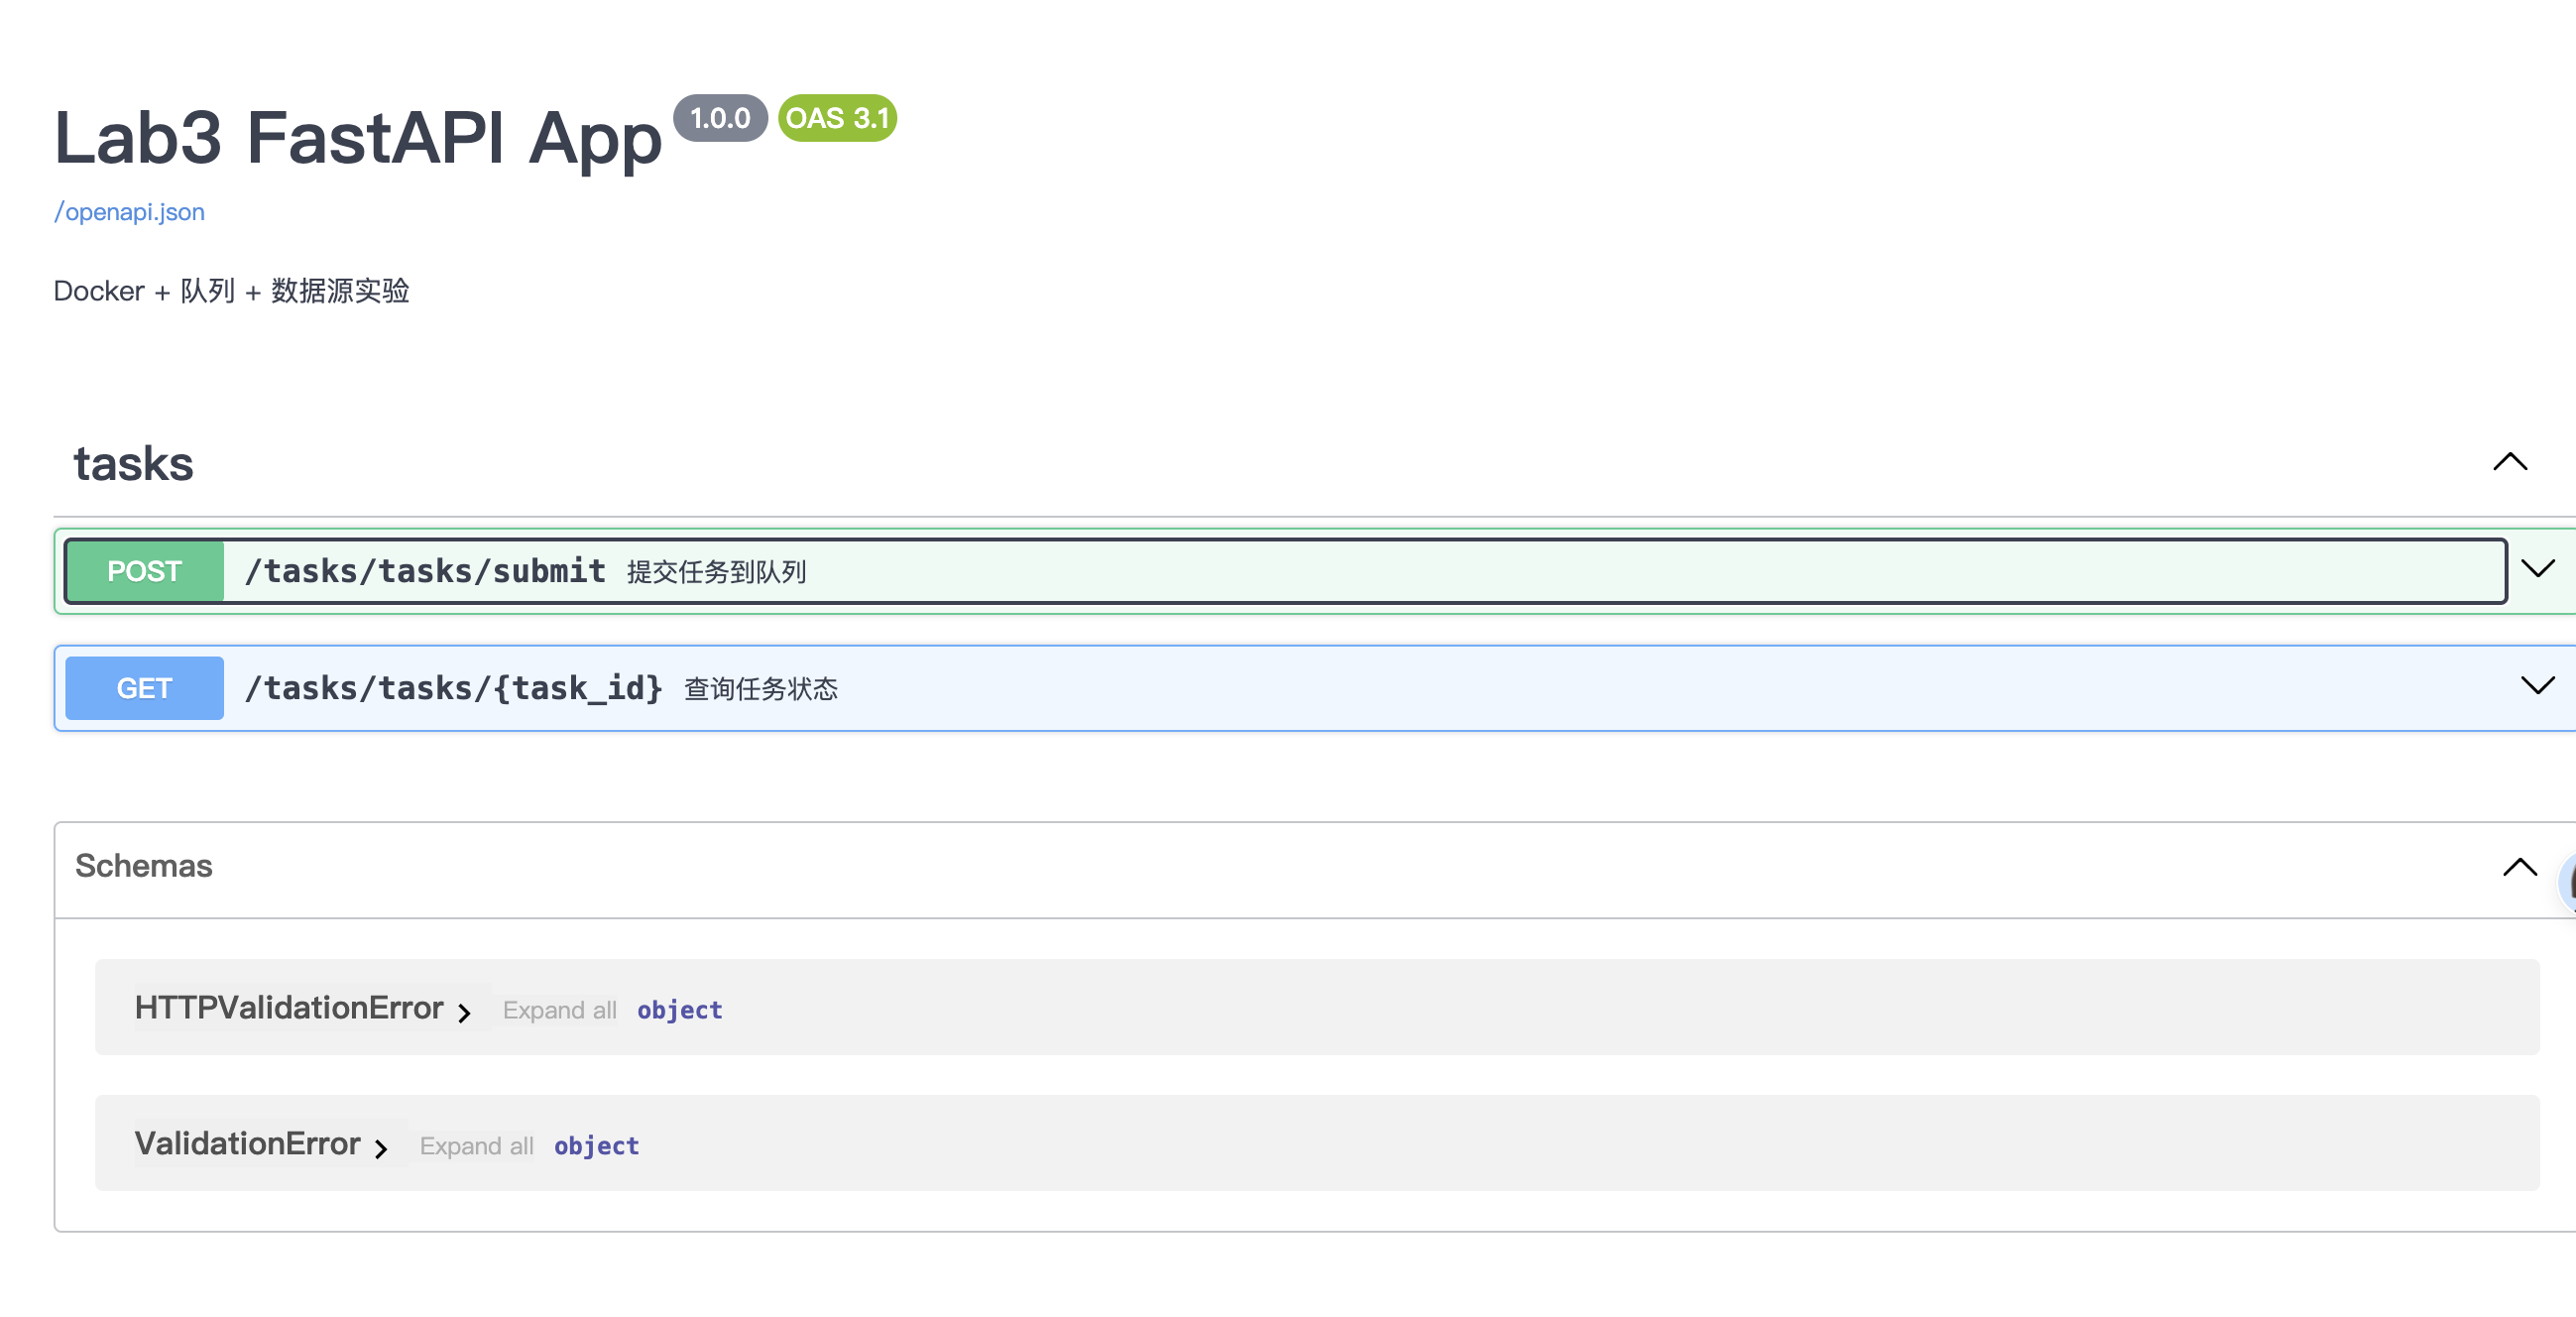 Lab3 FastAPI App 1.0.0 OAS 3.1
/openapi.json
Docker + 队列 + 数据源实验
tasks
POST /tasks/tasks/submit 提交任务到队列
GET /tasks/tasks/{task_id} 查询任务状态
Schemas
HTTPValidationError Expand all object
ValidationError Expand all object